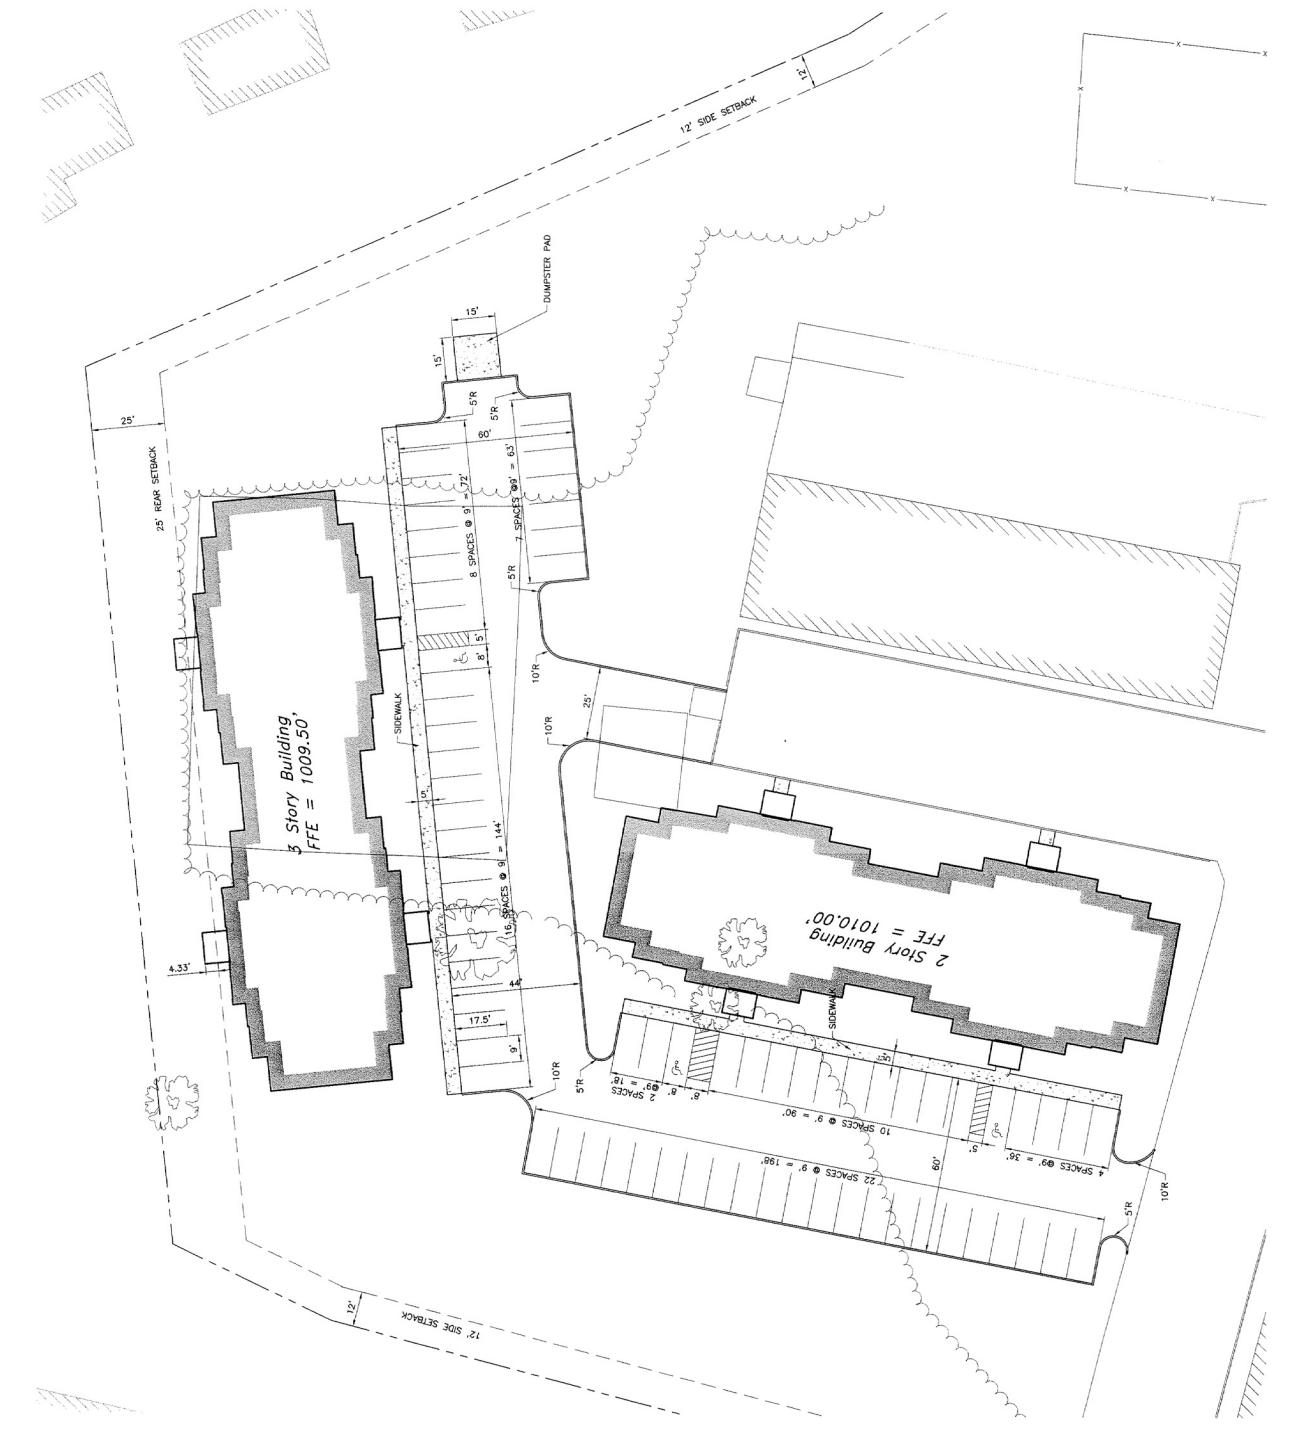 12'
12' SIDE SETBACK
DUMPSTER PAD
15'
15'
5'R
5'R
25'
60'
25' REAR SETBACK
8 SPACES @ 9' = 72'
7 SPACES @9' = 63'
5'R
5'
8'
10'R
SIDEWALK
25'
10'R
3 Story Building,
FFE = 1009.50'
5'
16 SPACES @ 9' = 144'
2 Story Building
FFE = 1010.00'
4.33'
44'
17.5'
9'
SIDEWALK
5'
10'R
5'R
2 SPACES
@9' = 18'
8'
8'
10 SPACES @ 9' = 90'
5'
4 SPACES @9' = 36'
60'
22 SPACES @ 9' = 198'
10'R
5'R
12'
12' SIDE SETBACK
X
X
X
X
X